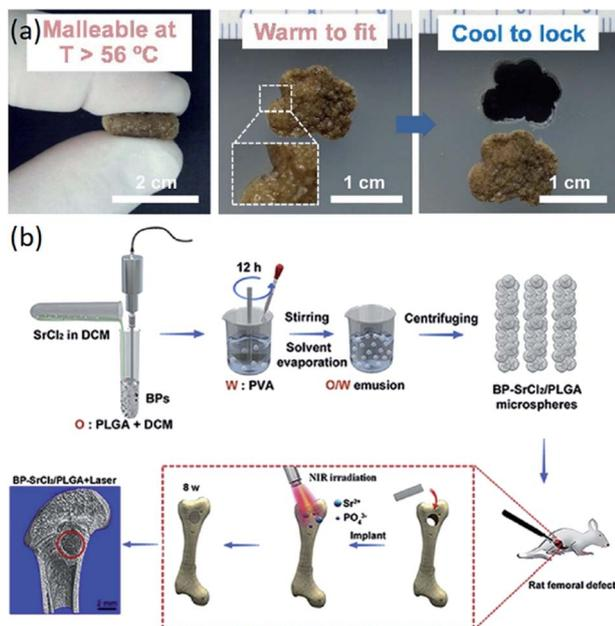 (a)
Malleable at
T > 56 ºC
2 cm
Warm to fit
1 cm
Cool to lock
1 cm
(b)
SrCl2 in DCM
BPs
O : PLGA + DCM
12 h
W : PVA
Stirring
Solvent
evaporation
O/W emusion
Centrifuging
BP-SrCl2/PLGA
microspheres
BP-SrCl2/PLGA+Laser
2 mm
8 w
NIR irradiation
Sr2+
PO43-
Implant
Rat femoral defect